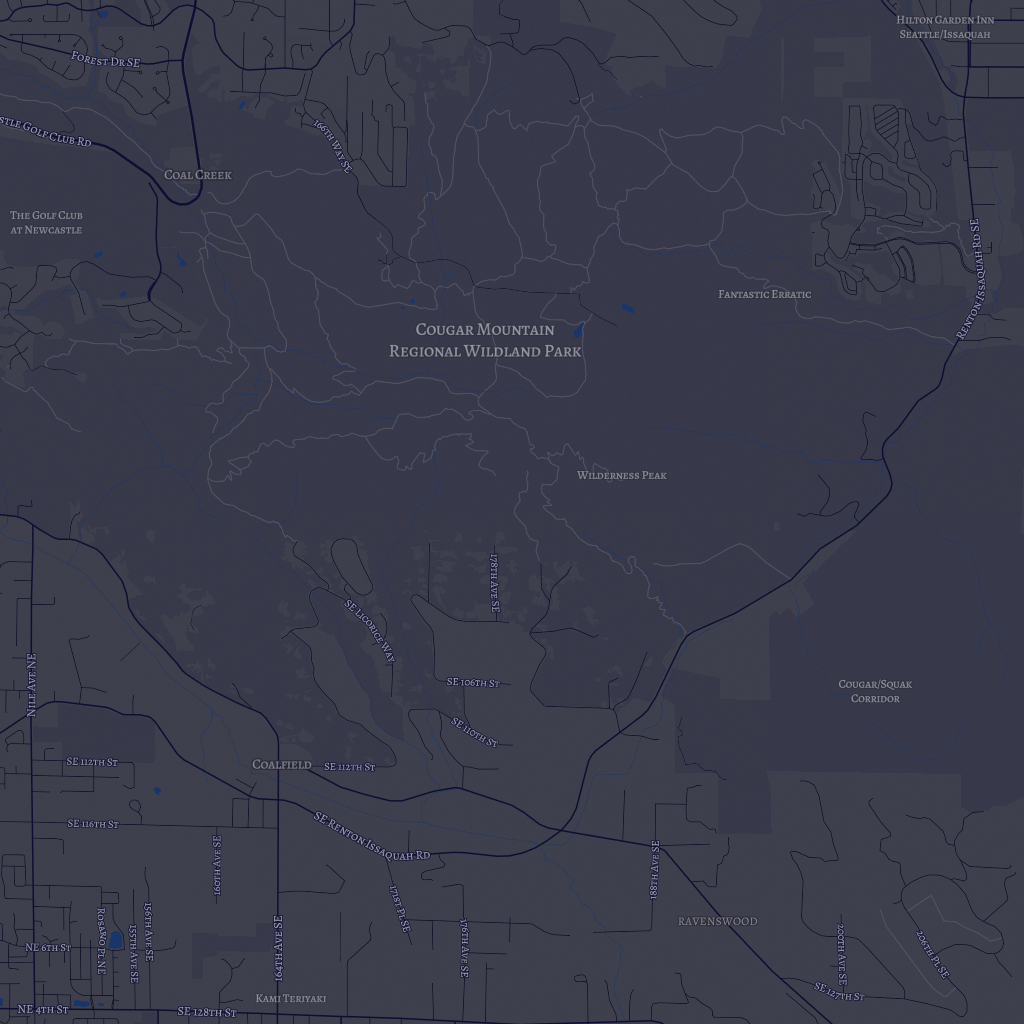 Hilton Garden Inn
Seattle/Issaquah
Forest Dr SE
stle Golf Club Rd
166th Way SE
Coal Creek
The Golf Club
at Newcastle
Renton Issaquah Rd SE
Fantastic Erratic
Cougar Mountain
Regional Wildland Park
Wilderness Peak
178th Ave SE
SE Licorice Way
Nile Ave NE
SE 106th St
Cougar/Squak
Corridor
SE 110th St
SE 112th St
Coalfield
SE 112th St
SE 116th St
SE Renton Issaquah Rd
160th Ave SE
188th Ave SE
171st Pl SE
RAVENSWOOD
Rosario Pl NE
156th Ave SE
155th Ave SE
164th Ave SE
176th Ave SE
200th Ave SE
206th Pl SE
NE 6th St
SE 127th St
Kami Teriyaki
NE 4th St
SE 128th St